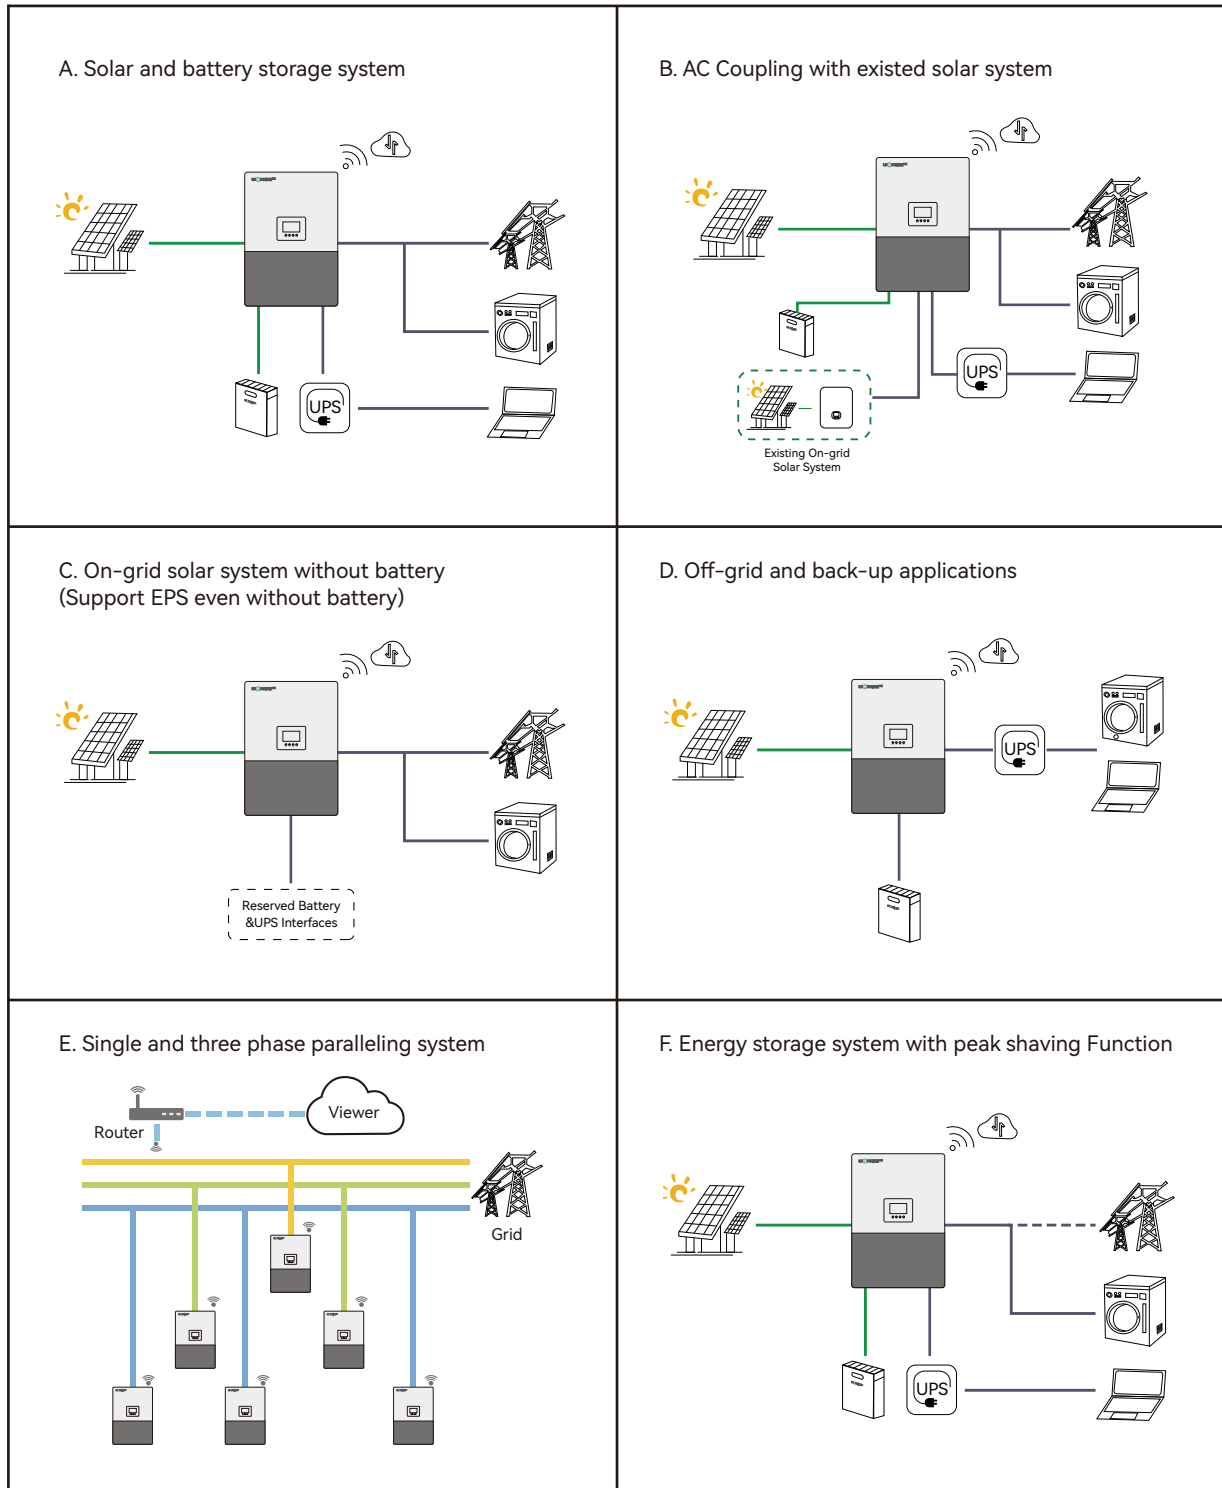 A. Solar and battery storage system
UPS
B. AC Coupling with existed solar system
UPS
Existing On-grid
Solar System
C. On-grid solar system without battery
(Support EPS even without battery)
Reserved Battery
&UPS Interfaces
D. Off-grid and back-up applications
UPS
E. Single and three phase paralleling system
Viewer
Router
Grid
F. Energy storage system with peak shaving Function
UPS